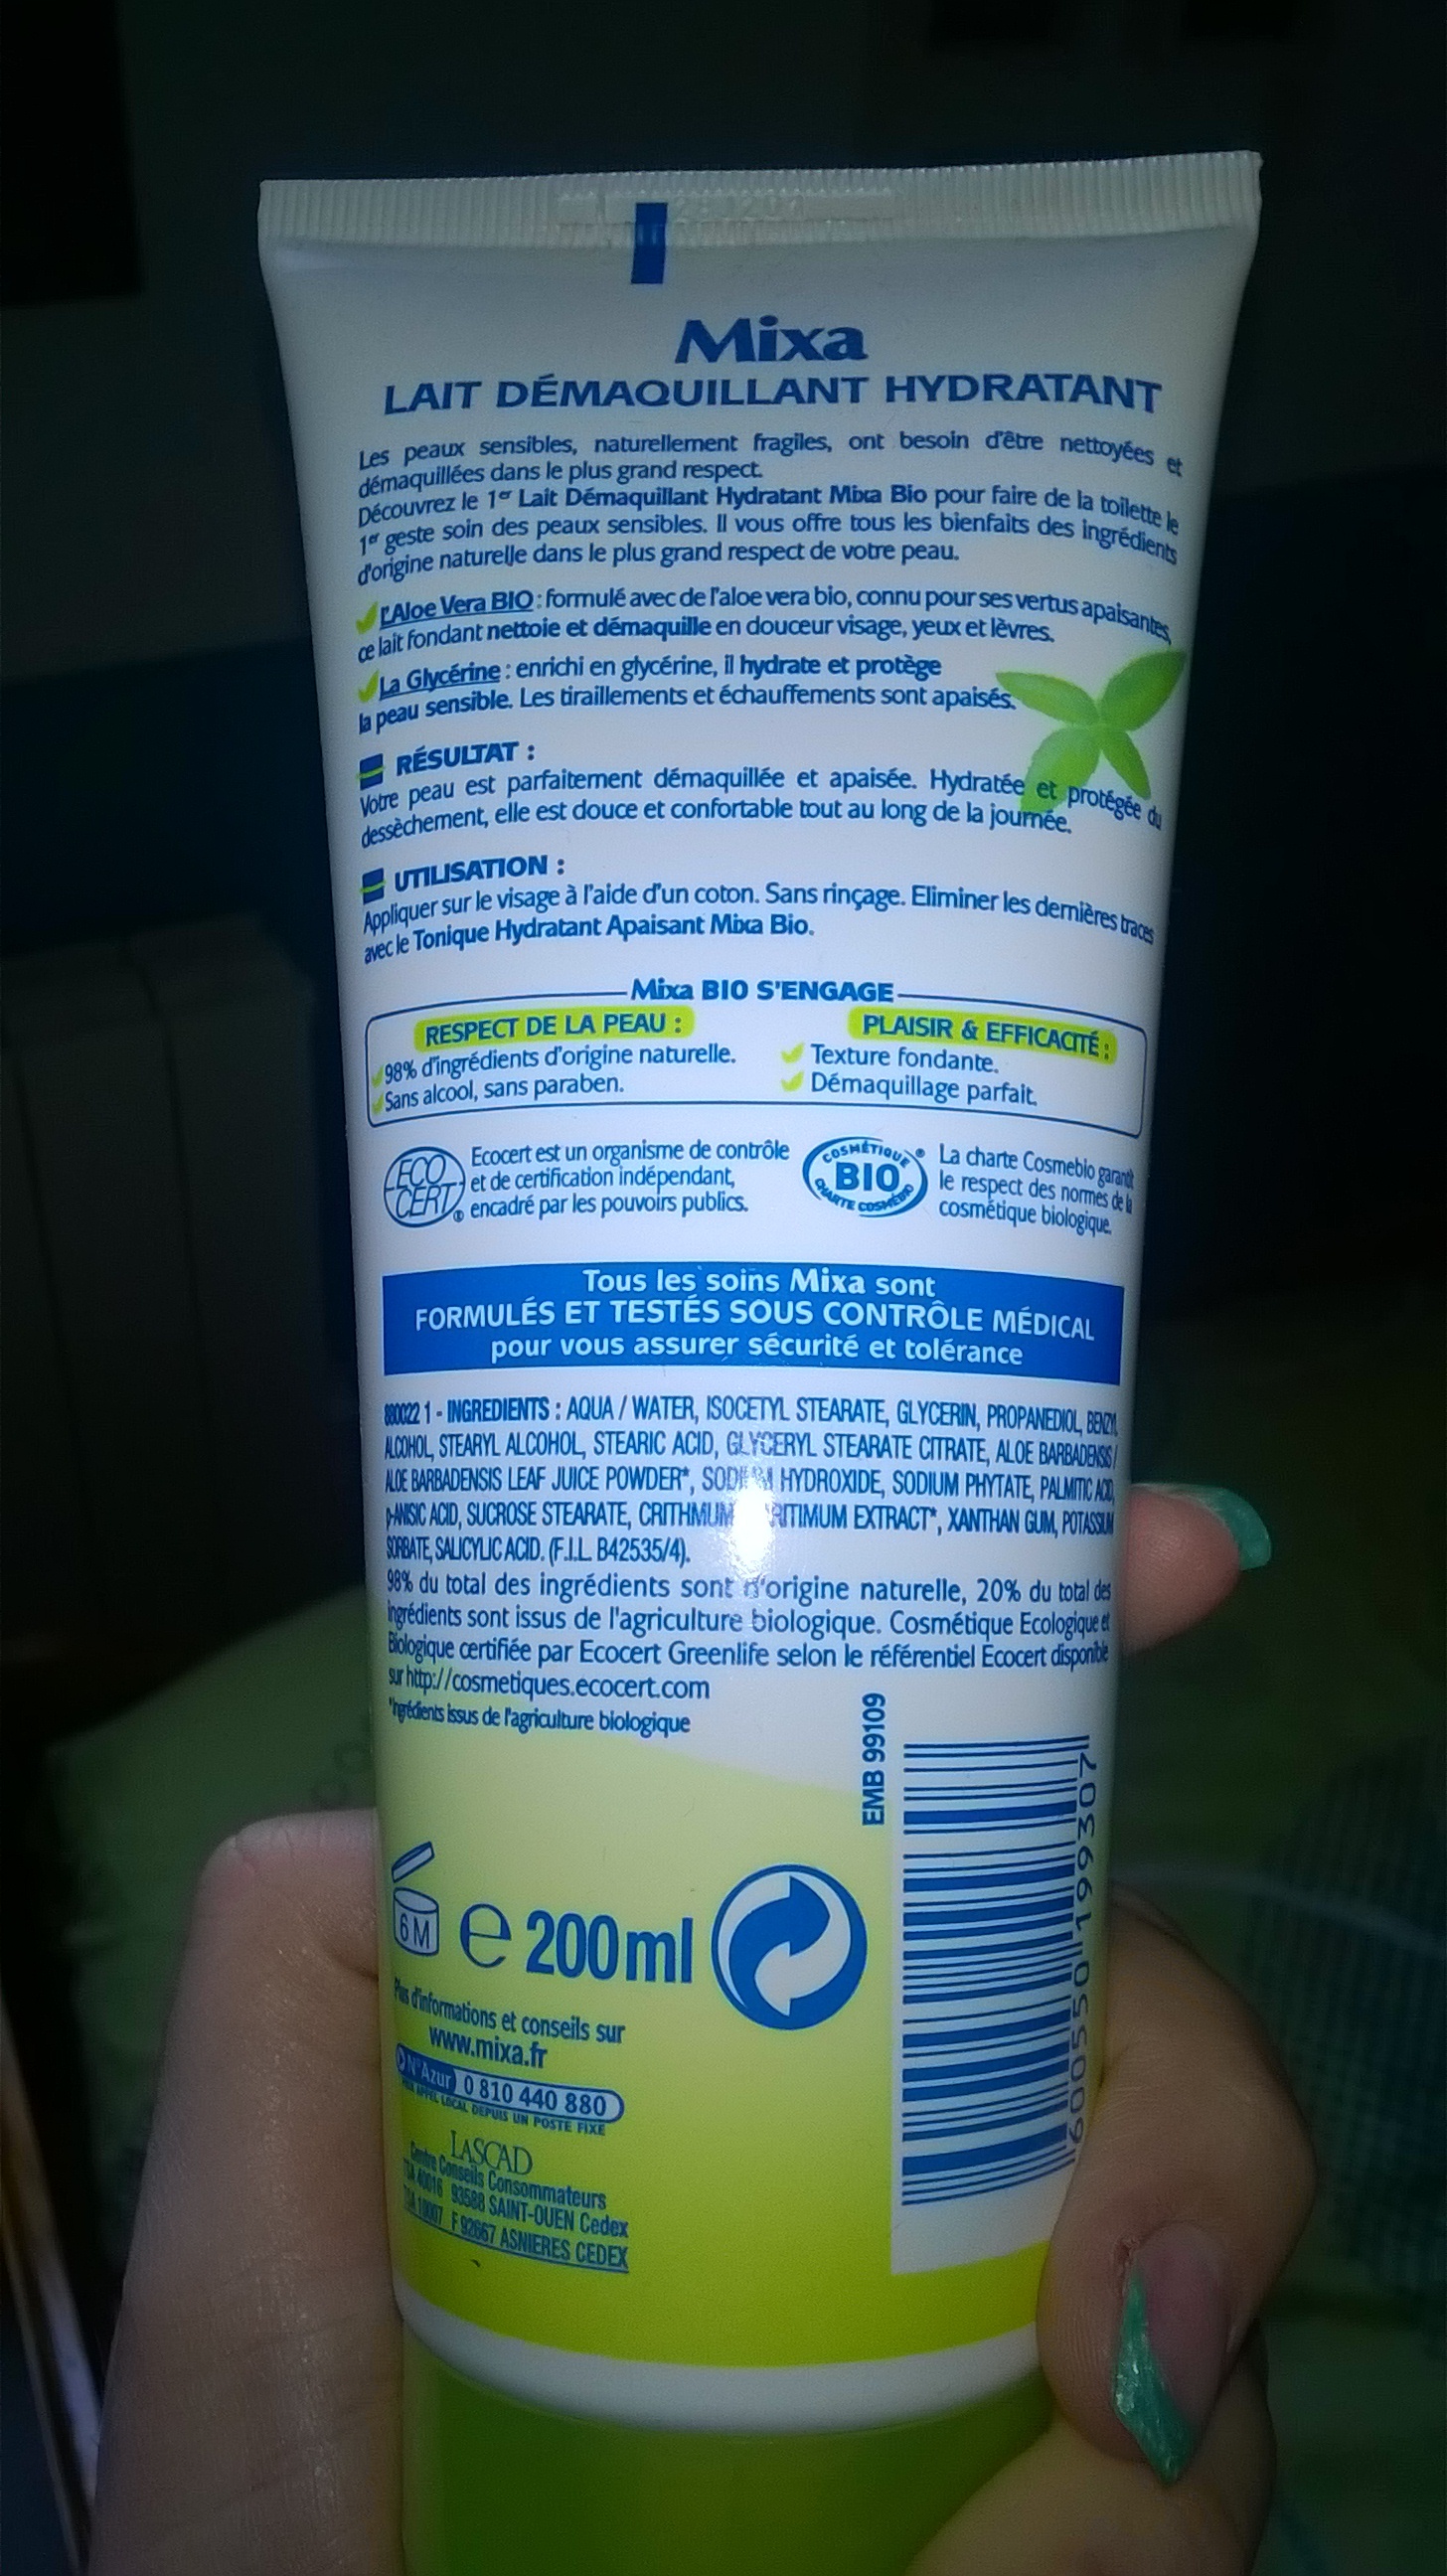 Mixa
LAIT DÉMAQUILLANT HYDRATANT
Les peaux sensibles, naturellement fragiles, ont besoin d'être nettoyées et
démaquillées dans le plus grand respect.
Découvrez le 1er Lait Démaquillant Hydratant Mixa Bio pour faire de la toilette le
1er geste soin des peaux sensibles. Il vous offre tous les bienfaits des ingrédients
d'origine naturelle dans le plus grand respect de votre peau.
L'Aloe Vera BIO : formulé avec de l'aloe vera bio, connu pour ses vertus apaisantes,
ce lait fondant nettoie et démaquille en douceur visage, yeux et lèvres.
La Glycérine : enrichi en glycérine, il hydrate et protège
la peau sensible. Les tiraillements et échauffements sont apaisés.
RÉSULTAT :
Votre peau est parfaitement démaquillée et apaisée. Hydratée et protégée du
dessèchement, elle est douce et confortable tout au long de la journée.
UTILISATION :
Appliquer sur le visage à l'aide d'un coton. Sans rinçage. Eliminer les dernières traces
avec le Tonique Hydratant Apaisant Mixa Bio.
Mixa BIO S'ENGAGE
RESPECT DE LA PEAU :
98% d'ingrédients d'origine naturelle.
Sans alcool, sans paraben.
PLAISIR & EFFICACITÉ :
Texture fondante.
Démaquillage parfait.
ECO
CERT®
Ecocert est un organisme de contrôle
et de certification indépendant,
encadré par les pouvoirs publics.
COSMÉTIQUE ®
BIO
CHARTE COSMÉBIO
La charte Cosmebio garantit
le respect des normes de la
cosmétique biologique.
Tous les soins Mixa sont
FORMULÉS ET TESTÉS SOUS CONTRÔLE MÉDICAL
pour vous assurer sécurité et tolérance
880022 1 - INGREDIENTS : AQUA / WATER, ISOCETYL STEARATE, GLYCERIN, PROPANEDIOL, BENZYL
ALCOHOL, STEARYL ALCOHOL, STEARIC ACID, GLYCERYL STEARATE CITRATE, ALOE BARBADENSIS /
ALOE BARBADENSIS LEAF JUICE POWDER*, SODIUM HYDROXIDE, SODIUM PHYTATE, PALMITIC ACID,
p-ANISIC ACID, SUCROSE STEARATE, CRITHMUM MARITIMUM EXTRACT*, XANTHAN GUM, POTASSIUM
SORBATE, SALICYLIC ACID. (F.I.L. B42535/4).
98% du total des ingrédients sont d'origine naturelle, 20% du total des
ingrédients sont issus de l'agriculture biologique. Cosmétique Ecologique et
Biologique certifiée par Ecocert Greenlife selon le référentiel Ecocert disponible
sur http://cosmetiques.ecocert.com
*Ingrédients issus de l'agriculture biologique
EMB 99109
6M
e 200ml
Plus d'informations et conseils sur
www.mixa.fr
N°Azur 0 810 440 880
PRIX APPEL LOCAL DEPUIS UN POSTE FIXE
LASCAD
Centre Conseils Consommateurs
TSA 40016 93588 SAINT-OUEN Cedex
TSA 10007 F 92667 ASNIERES CEDEX
600550 199307